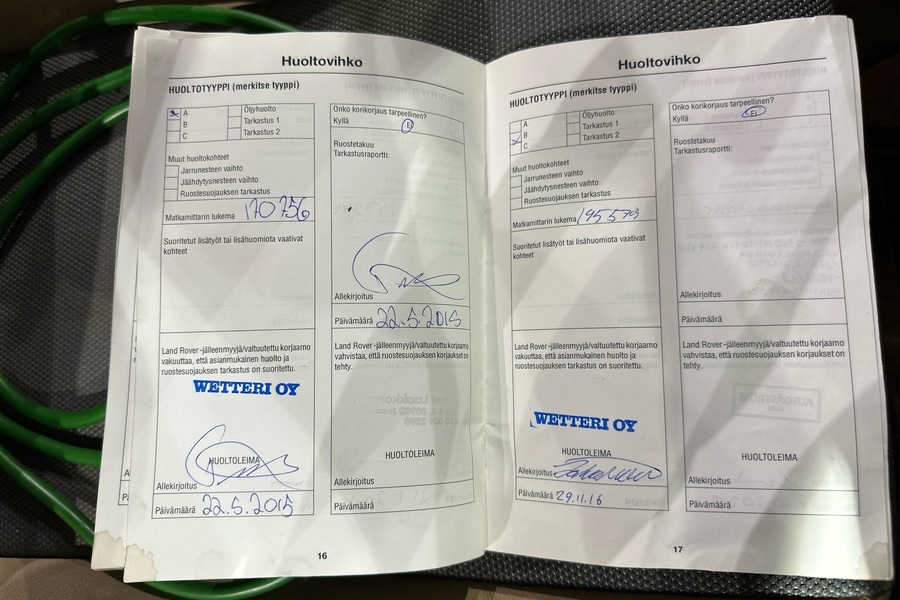 Huoltovihko
HUOLTOTYYPPI (merkitse tyyppi)
A
B
C
Öljyhuolto
Tarkastus 1
Tarkastus 2
Muut huoltokohteet
Jarrunesteen vaihto
Jäähdytysnesteen vaihto
Ruostesuojauksen tarkastus
Matkamittarin lukema 170 756
Suoritetut lisätyöt tai lisähuomiota vaativat
kohteet
Land Rover -jälleenmyyjä/valtuutettu korjaamo
vakuuttaa, että asianmukainen huolto ja
ruostesuojauksen tarkastus on suoritettu.
WETTERI OY
HUOLTOLEIMA
Allekirjoitus
Päivämäärä 22.5.2015
Onko korikorjaus tarpeellinen?
Kyllä
Ruostetakuu
Tarkastusraportti:
Allekirjoitus
Päivämäärä 22.5.2015
Land Rover -jälleenmyyjä/valtuutettu korjaamo
vahvistaa, että ruostesuojauksen korjaukset on
tehty.
HUOLTOLEIMA
Allekirjoitus
Päivämäärä
16
Huoltovihko
HUOLTOTYYPPI (merkitse tyyppi)
A
B
C
Öljyhuolto
Tarkastus 1
Tarkastus 2
Muut huoltokohteet
Jarrunesteen vaihto
Jäähdytysnesteen vaihto
Ruostesuojauksen tarkastus
Matkamittarin lukema
Suoritetut lisätyöt tai lisähuomiota vaativat
kohteet
Land Rover -jälleenmyyjä/valtuutettu korjaamo
vakuuttaa, että asianmukainen huolto ja
ruostesuojauksen tarkastus on suoritettu.
WETTERI OY
HUOLTOLEIMA
Allekirjoitus
Päivämäärä 29.11.16
Onko korikorjaus tarpeellinen?
Kyllä EI
Ruostetakuu
Tarkastusraportti:
Allekirjoitus
Päivämäärä
Land Rover -jälleenmyyjä/valtuutettu korjaamo
vahvistaa, että ruostesuojauksen korjaukset on
tehty.
HUOLTOLEIMA
Allekirjoitus
Päivämäärä
17